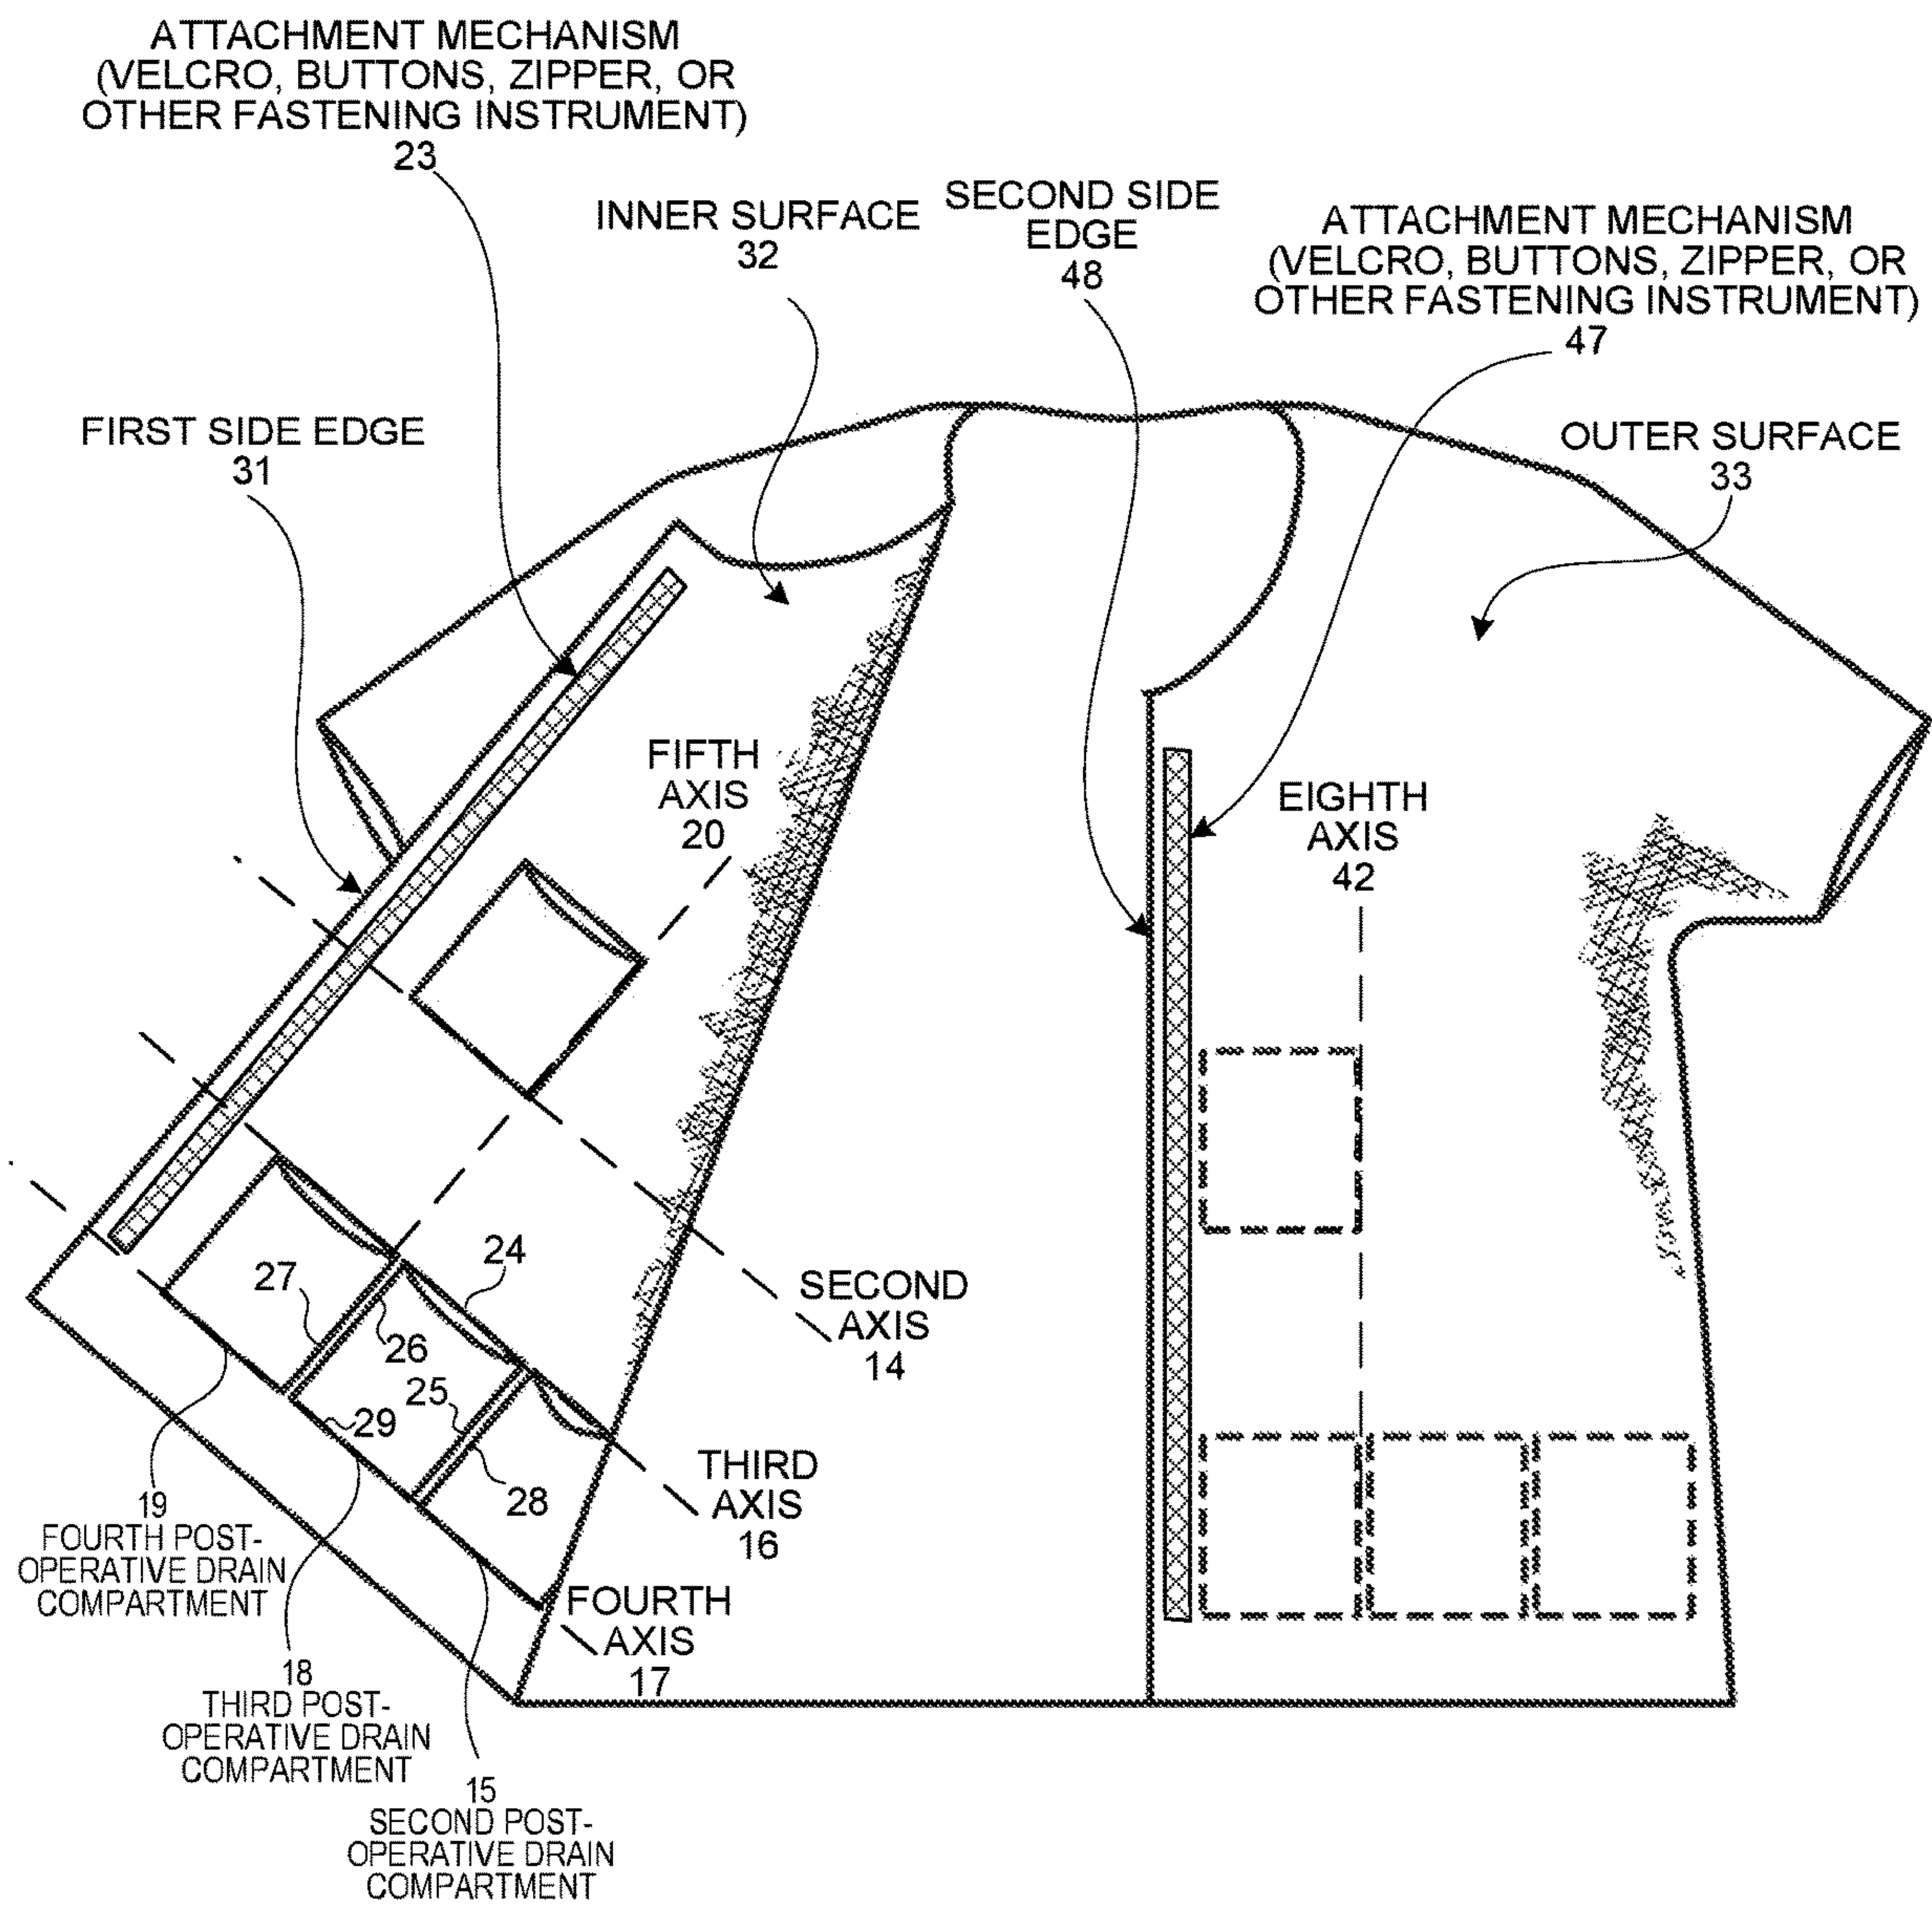 ATTACHMENT MECHANISM
(VELCRO, BUTTONS, ZIPPER, OR
OTHER FASTENING INSTRUMENT)
23
INNER SURFACE
32
SECOND SIDE
EDGE
48
ATTACHMENT MECHANISM
(VELCRO, BUTTONS, ZIPPER, OR
OTHER FASTENING INSTRUMENT)
47
FIRST SIDE EDGE
31
OUTER SURFACE
33
FIFTH
AXIS
20
EIGHTH
AXIS
42
24
27
26
25
29
28
SECOND
AXIS
14
THIRD
AXIS
16
FOURTH
AXIS
17
19
FOURTH POST-
OPERATIVE DRAIN
COMPARTMENT
18
THIRD POST-
OPERATIVE DRAIN
COMPARTMENT
15
SECOND POST-
OPERATIVE DRAIN
COMPARTMENT